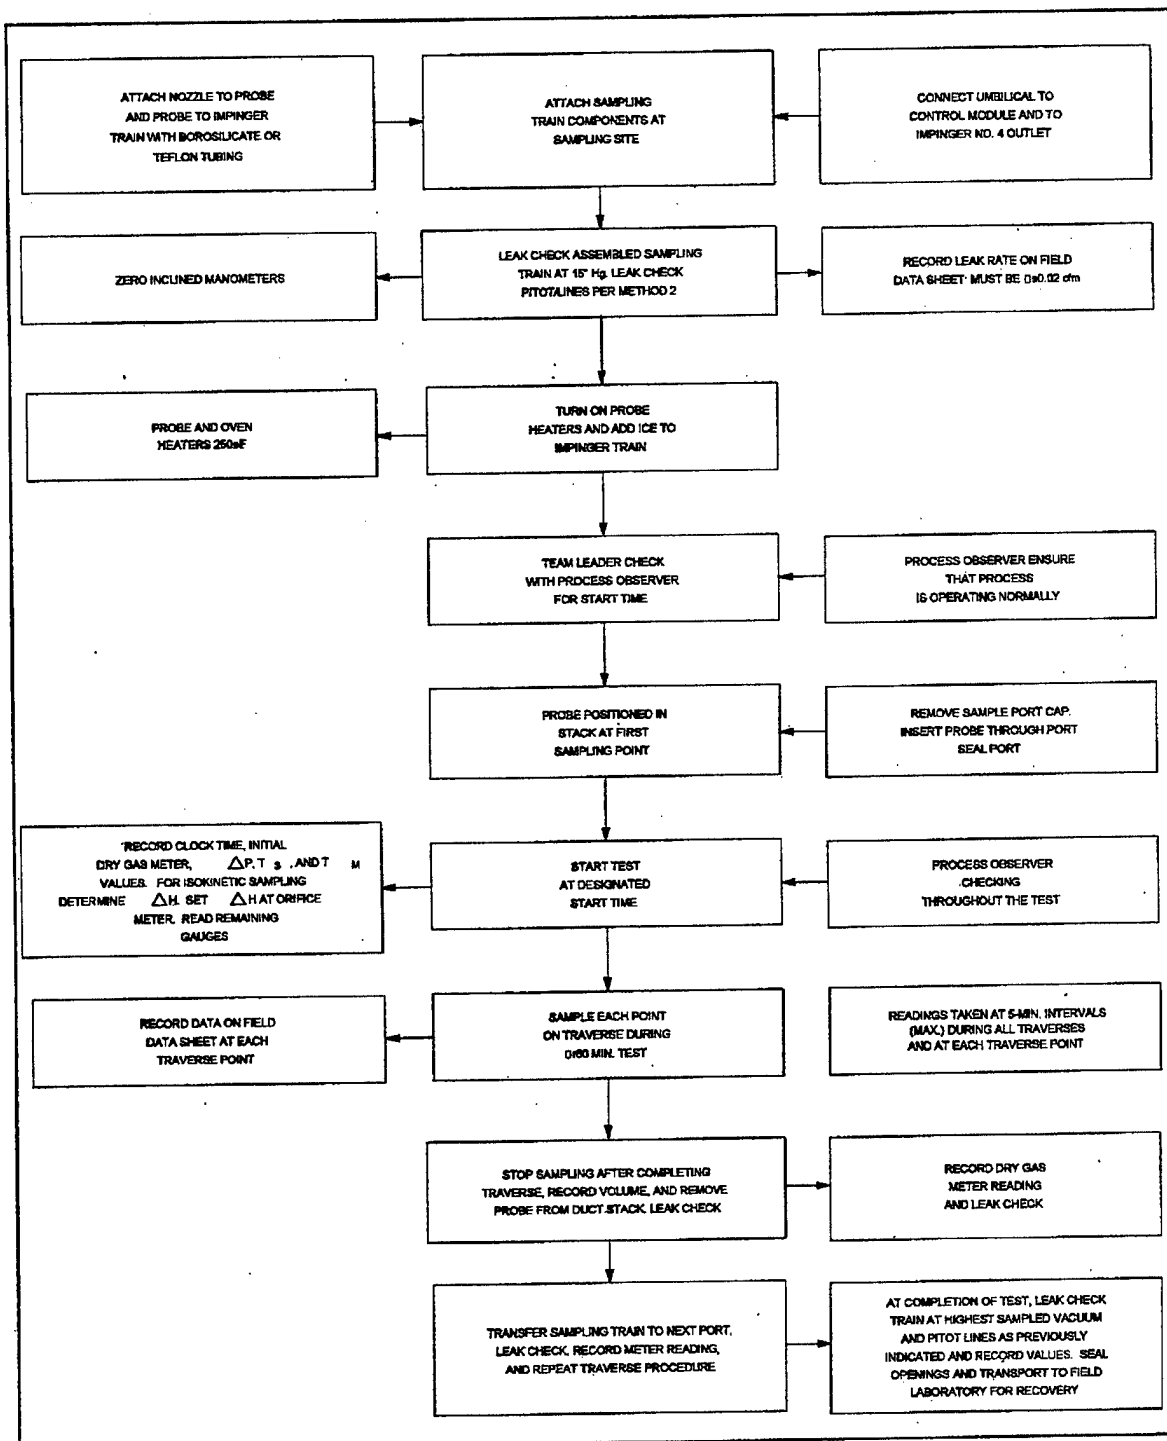 ATTACH NOZZLE TO PROBE
AND PROBE TO IMPINGER
TRAIN WITH BOROSILICATE OR
TEFLON TUBING
ATTACH SAMPLING
TRAIN COMPONENTS AT
SAMPLING SITE
CONNECT UMBILICAL TO
CONTROL MODULE AND TO
IMPINGER NO. 4 OUTLET
ZERO INCLINED MANOMETERS
LEAK CHECK ASSEMBLED SAMPLING
TRAIN AT 15" Hg. LEAK CHECK
PITOT/LINES PER METHOD 2
RECORD LEAK RATE ON FIELD
DATA SHEET: MUST BE ≤0.02 cfm
PROBE AND OVEN
HEATERS 250°F
TURN ON PROBE
HEATERS AND ADD ICE TO
IMPINGER TRAIN
TEAM LEADER CHECK
WITH PROCESS OBSERVER
FOR START TIME
PROCESS OBSERVER ENSURE
THAT PROCESS
IS OPERATING NORMALLY
PROBE POSITIONED IN
STACK AT FIRST
SAMPLING POINT
REMOVE SAMPLE PORT CAP.
INSERT PROBE THROUGH PORT
SEAL PORT
RECORD CLOCK TIME, INITIAL
DRY GAS METER, △P, T S , AND T M
VALUES. FOR ISOKINETIC SAMPLING
DETERMINE △H. SET △H AT ORIFICE
METER. READ REMAINING
GAUGES
START TEST
AT DESIGNATED
START TIME
PROCESS OBSERVER
CHECKING
THROUGHOUT THE TEST
RECORD DATA ON FIELD
DATA SHEET AT EACH
TRAVERSE POINT
SAMPLE EACH POINT
ON TRAVERSE DURING
60 MIN. TEST
READINGS TAKEN AT 5-MIN. INTERVALS
(MAX.) DURING ALL TRAVERSES
AND AT EACH TRAVERSE POINT
STOP SAMPLING AFTER COMPLETING
TRAVERSE, RECORD VOLUME, AND REMOVE
PROBE FROM DUCT-STACK. LEAK CHECK
RECORD DRY GAS
METER READING
AND LEAK CHECK
TRANSFER SAMPLING TRAIN TO NEXT PORT,
LEAK CHECK, RECORD METER READING,
AND REPEAT TRAVERSE PROCEDURE
AT COMPLETION OF TEST, LEAK CHECK
TRAIN AT HIGHEST SAMPLED VACUUM
AND PITOT LINES AS PREVIOUSLY
INDICATED AND RECORD VALUES. SEAL
OPENINGS AND TRANSPORT TO FIELD
LABORATORY FOR RECOVERY